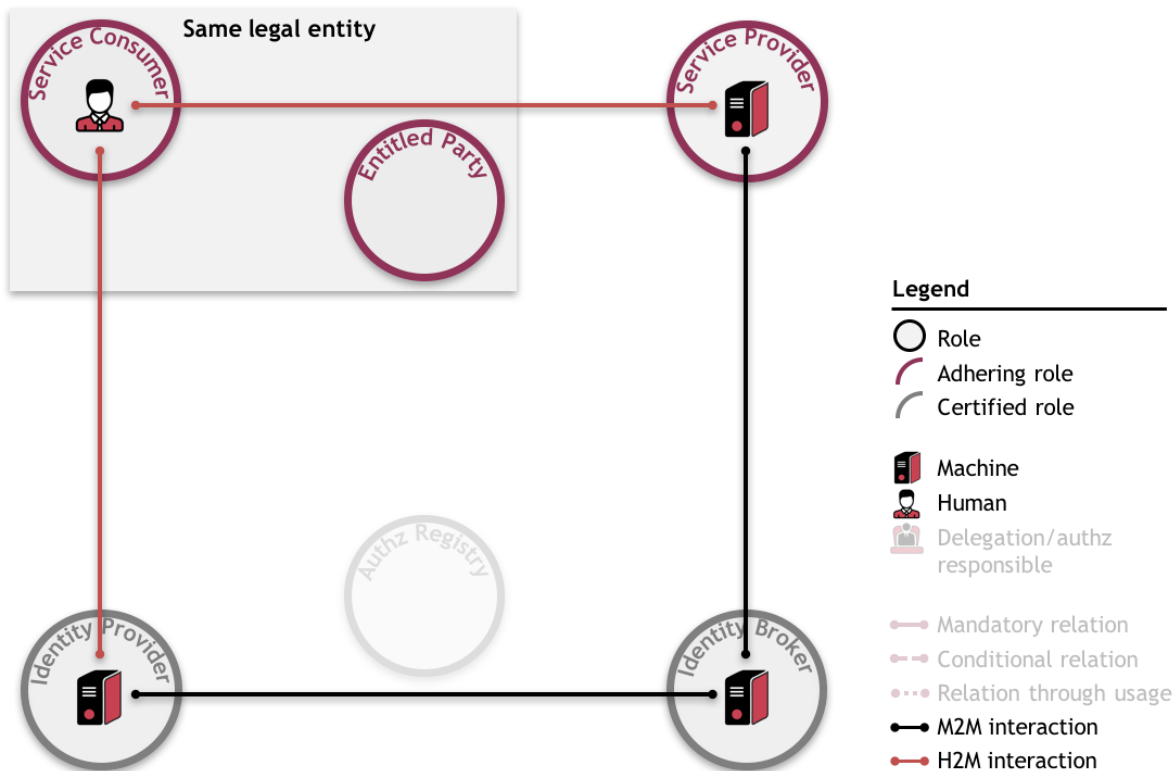 Same legal entity
Service Consumer
Service Provider
Entitled Party
Legend
Role
Adhering role
Certified role
Machine
Human
Delegation/authz
responsible
Authz Registry
Identity Provider
Identity Broker
Mandatory relation
Conditional relation
Relation through usage
M2M interaction
H2M interaction